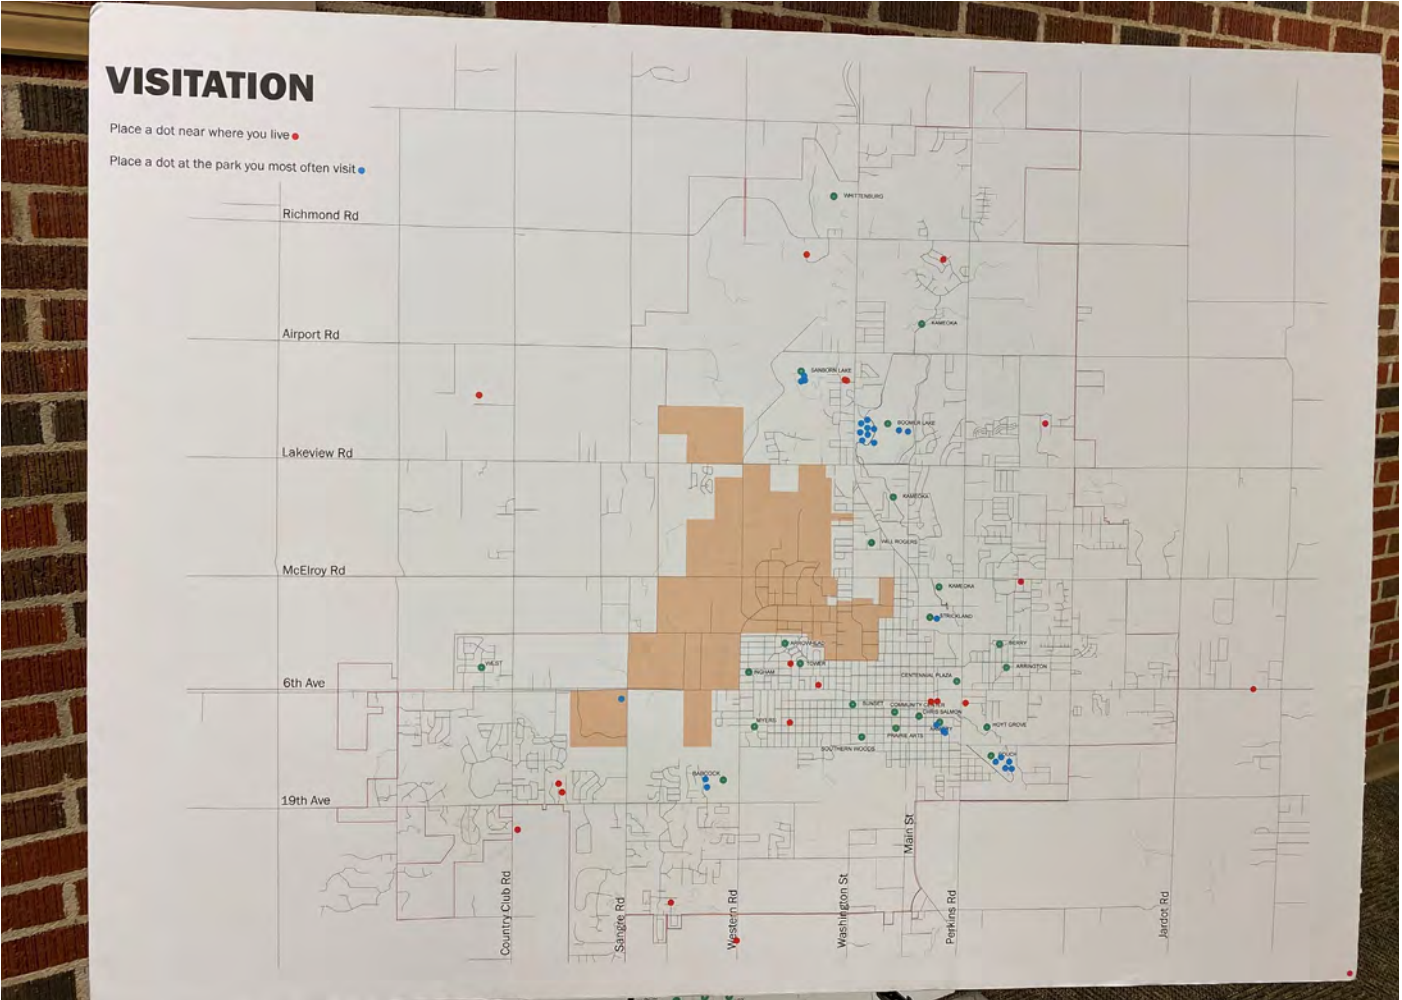 VISITATION
Place a dot near where you live
Place a dot at the park you most often visit
WHITTENBURG
Richmond Rd
KAMEOKA
Airport Rd
SANBORN LAKE
BOOMER LAKE
Lakeview Rd
KAMEOKA
WILL ROGERS
McElroy Rd
KAMEOKA
STRICKLAND
ARROWHEAD
BERRY
WEST
TOWER
ARRINGTON
INGHAM
CENTENNIAL PLAZA
6th Ave
SUNSET
COMMUNITY CENTER
CHRIS SALMON
MYERS
HOYT GROVE
PRAIRIE ARTS
SOUTHERN WOODS
COUCH
BABCOCK
19th Ave
Main St
Country Club Rd
Sangre Rd
Western Rd
Washington St
Perkins Rd
Jardot Rd